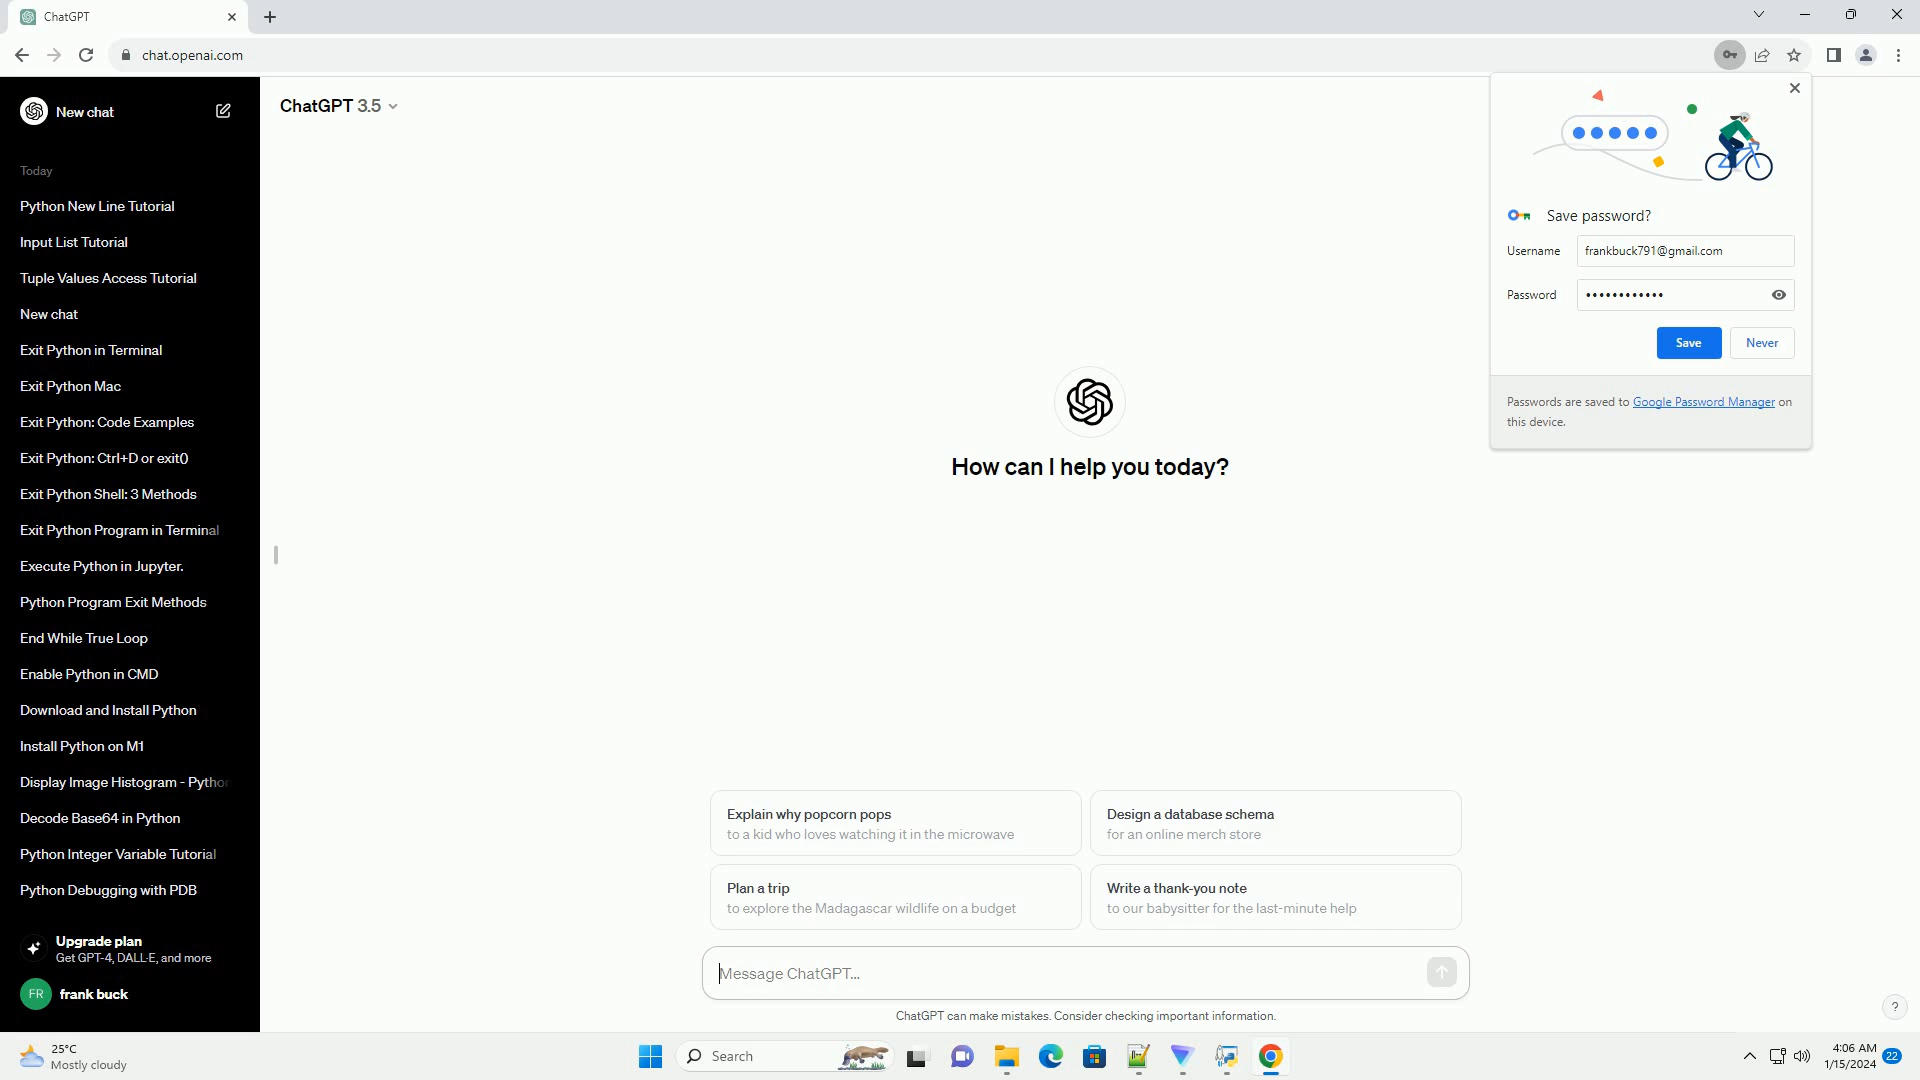 ChatGPT
chat.openai.com
New chat
Today
Python New Line Tutorial
Input List Tutorial
Tuple Values Access Tutorial
New chat
Exit Python in Terminal
Exit Python Mac
Exit Python: Code Examples
Exit Python: Ctrl+D or exit()
Exit Python Shell: 3 Methods
Exit Python Program in Terminal
Execute Python in Jupyter.
Python Program Exit Methods
End While True Loop
Enable Python in CMD
Download and Install Python
Install Python on M1
Display Image Histogram - Pytho
Decode Base64 in Python
Python Integer Variable Tutorial
Python Debugging with PDB
Upgrade plan
Get GPT-4, DALL·E, and more
FR frank buck
ChatGPT 3.5
How can I help you today?
Save password?
Username frankbuck791@gmail.com
Password ••••••••••••
Save Never
Passwords are saved to Google Password Manager on
this device.
Explain why popcorn pops
to a kid who loves watching it in the microwave
Design a database schema
for an online merch store
Plan a trip
to explore the Madagascar wildlife on a budget
Write a thank-you note
to our babysitter for the last-minute help
Message ChatGPT...
ChatGPT can make mistakes. Consider checking important information.
?
25°C
Mostly cloudy
Search
4:06 AM
1/15/2024
22